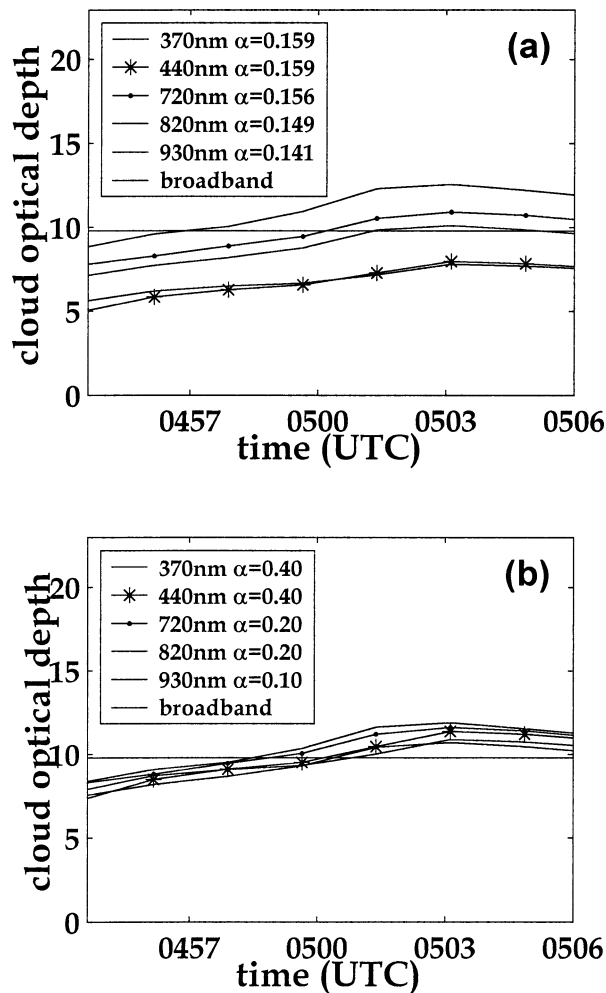 (a)
370nm α=0.159
440nm α=0.159
720nm α=0.156
820nm α=0.149
930nm α=0.141
broadband
20
15
10
5
0
cloud optical depth
0457 0500 0503 0506
time (UTC)
(b)
370nm α=0.40
440nm α=0.40
720nm α=0.20
820nm α=0.20
930nm α=0.10
broadband
20
15
10
5
0
cloud optical depth
0457 0500 0503 0506
time (UTC)